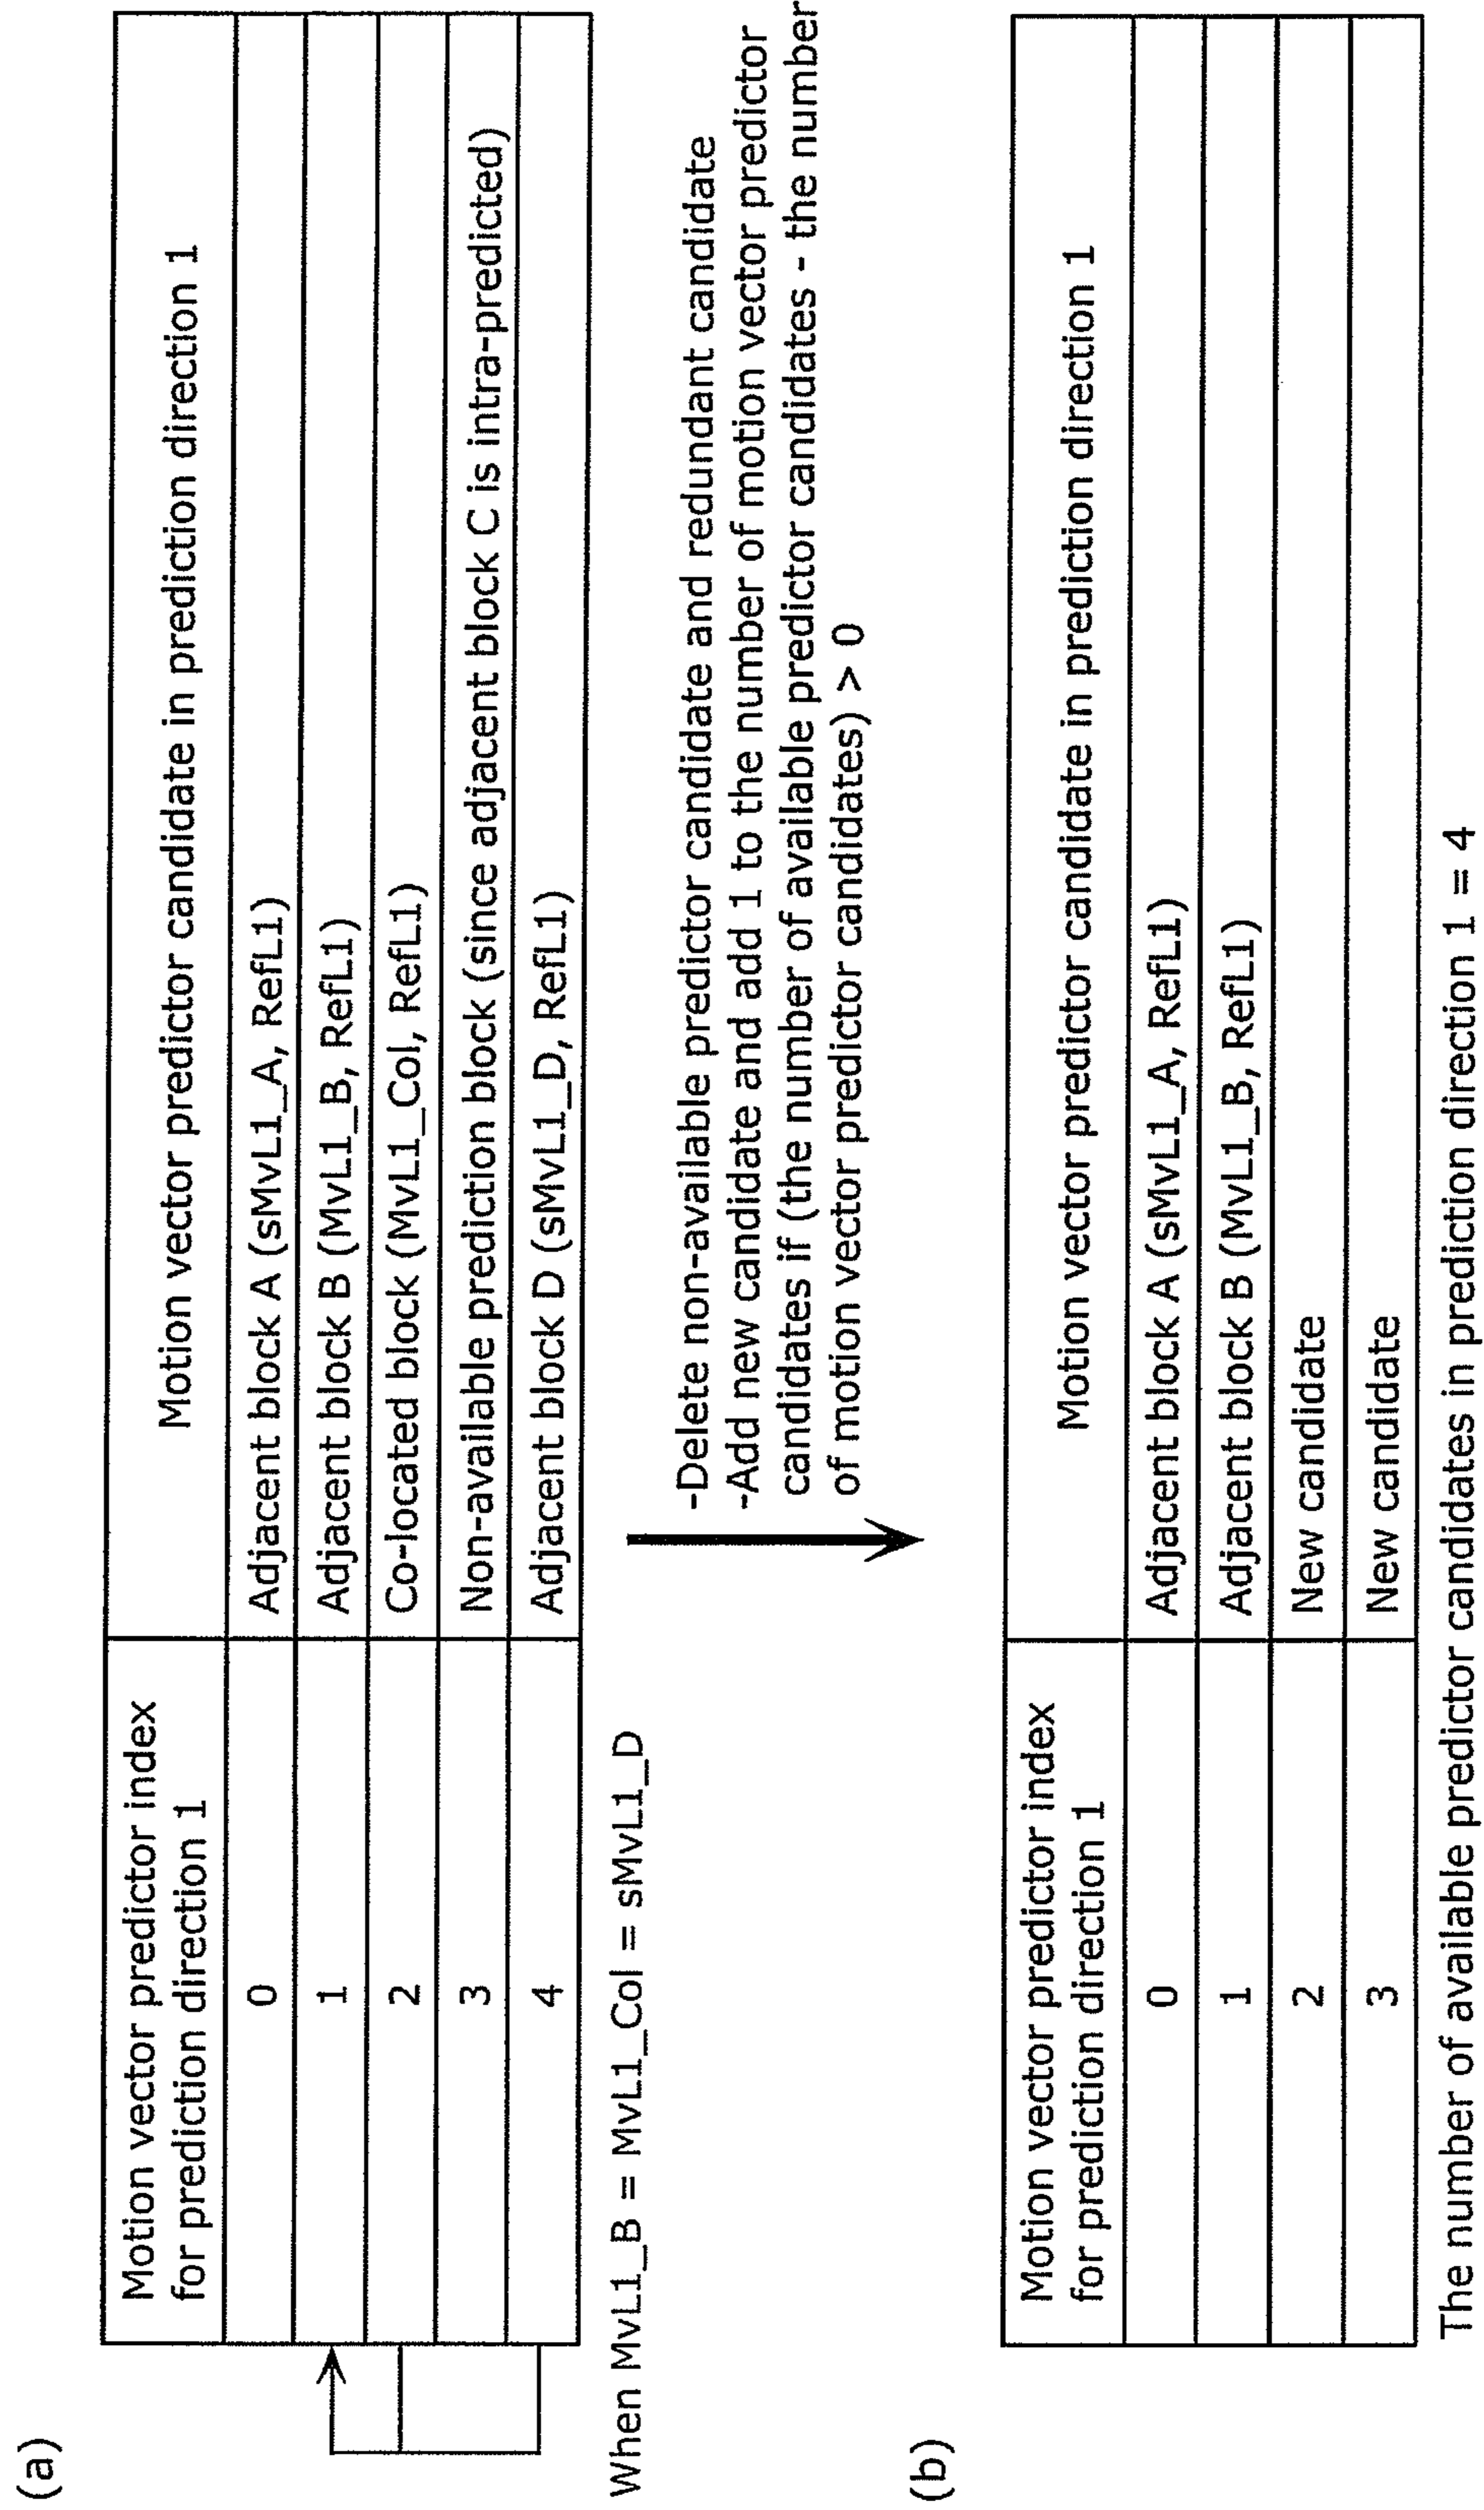 (a)
Motion vector predictor index
for prediction direction 1
Motion vector predictor candidate in prediction direction 1
0
Adjacent block A (sMvL1_A, RefL1)
1
Adjacent block B (MvL1_B, RefL1)
2
Co-located block (MvL1_Col, RefL1)
3
Non-available prediction block (since adjacent block C is intra-predicted)
4
Adjacent block D (sMvL1_D, RefL1)
When MvL1_B = MvL1_Col = sMvL1_D
-Delete non-available predictor candidate and redundant candidate
-Add new candidate and add 1 to the number of motion vector predictor
candidates if (the number of available predictor candidates - the number
of motion vector predictor candidates) > 0
(b)
Motion vector predictor index
for prediction direction 1
Motion vector predictor candidate in prediction direction 1
0
Adjacent block A (sMvL1_A, RefL1)
1
Adjacent block B (MvL1_B, RefL1)
2
New candidate
3
New candidate
The number of available predictor candidates in prediction direction 1 = 4